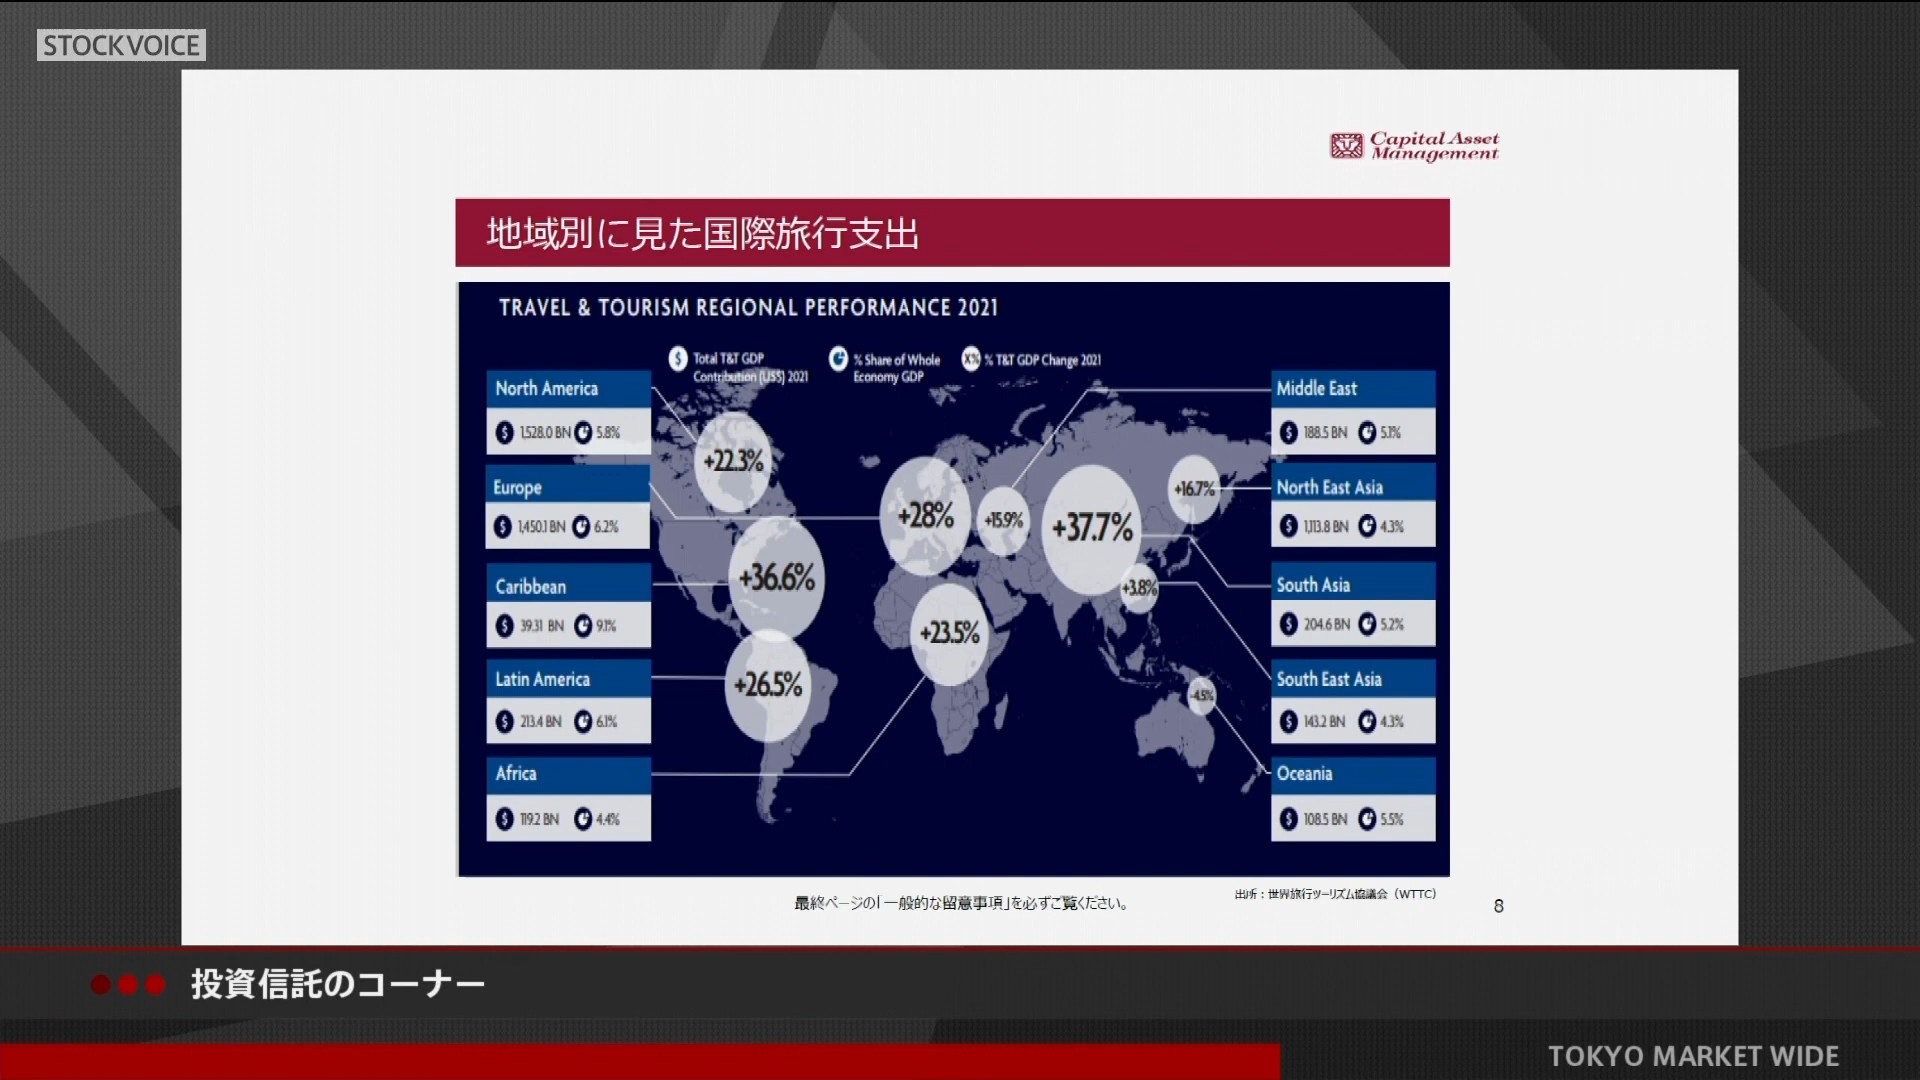 STOCKVOICE
Capital Asset
Management
地域別に見た国際旅行支出
TRAVEL & TOURISM REGIONAL PERFORMANCE 2021
$ Total T&T GDP
Contribution (US$) 2021
% Share of Whole
Economy GDP
X% % T&T GDP Change 2021
North America
$ 1,528.0 BN 5.8%
Europe
$ 1,450.1 BN 6.2%
Caribbean
$ 39.31 BN 9.1%
Latin America
$ 213.4 BN 6.1%
Africa
$ 119.2 BN 4.4%
+22.3%
+28%
+15.9%
+37.7%
+16.7%
+36.6%
+3.8%
+23.5%
+26.5%
-4.5%
Middle East
$ 188.5 BN 5.1%
North East Asia
$ 1,113.8 BN 4.3%
South Asia
$ 204.6 BN 5.2%
South East Asia
$ 143.2 BN 4.3%
Oceania
$ 108.5 BN 5.5%
出所：世界旅行ツーリズム協議会（WTTC）
最終ページの「一般的な留意事項」を必ずご覧ください。
8
投資信託のコーナー
TOKYO MARKET WIDE